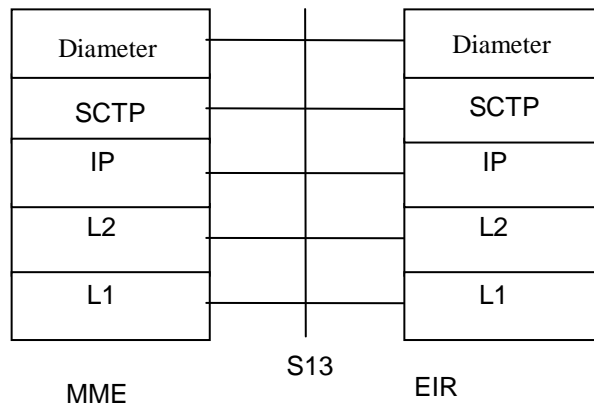 Diameter
SCTP
IP
L2
L1
MME
S13
Diameter
SCTP
IP
L2
L1
EIR